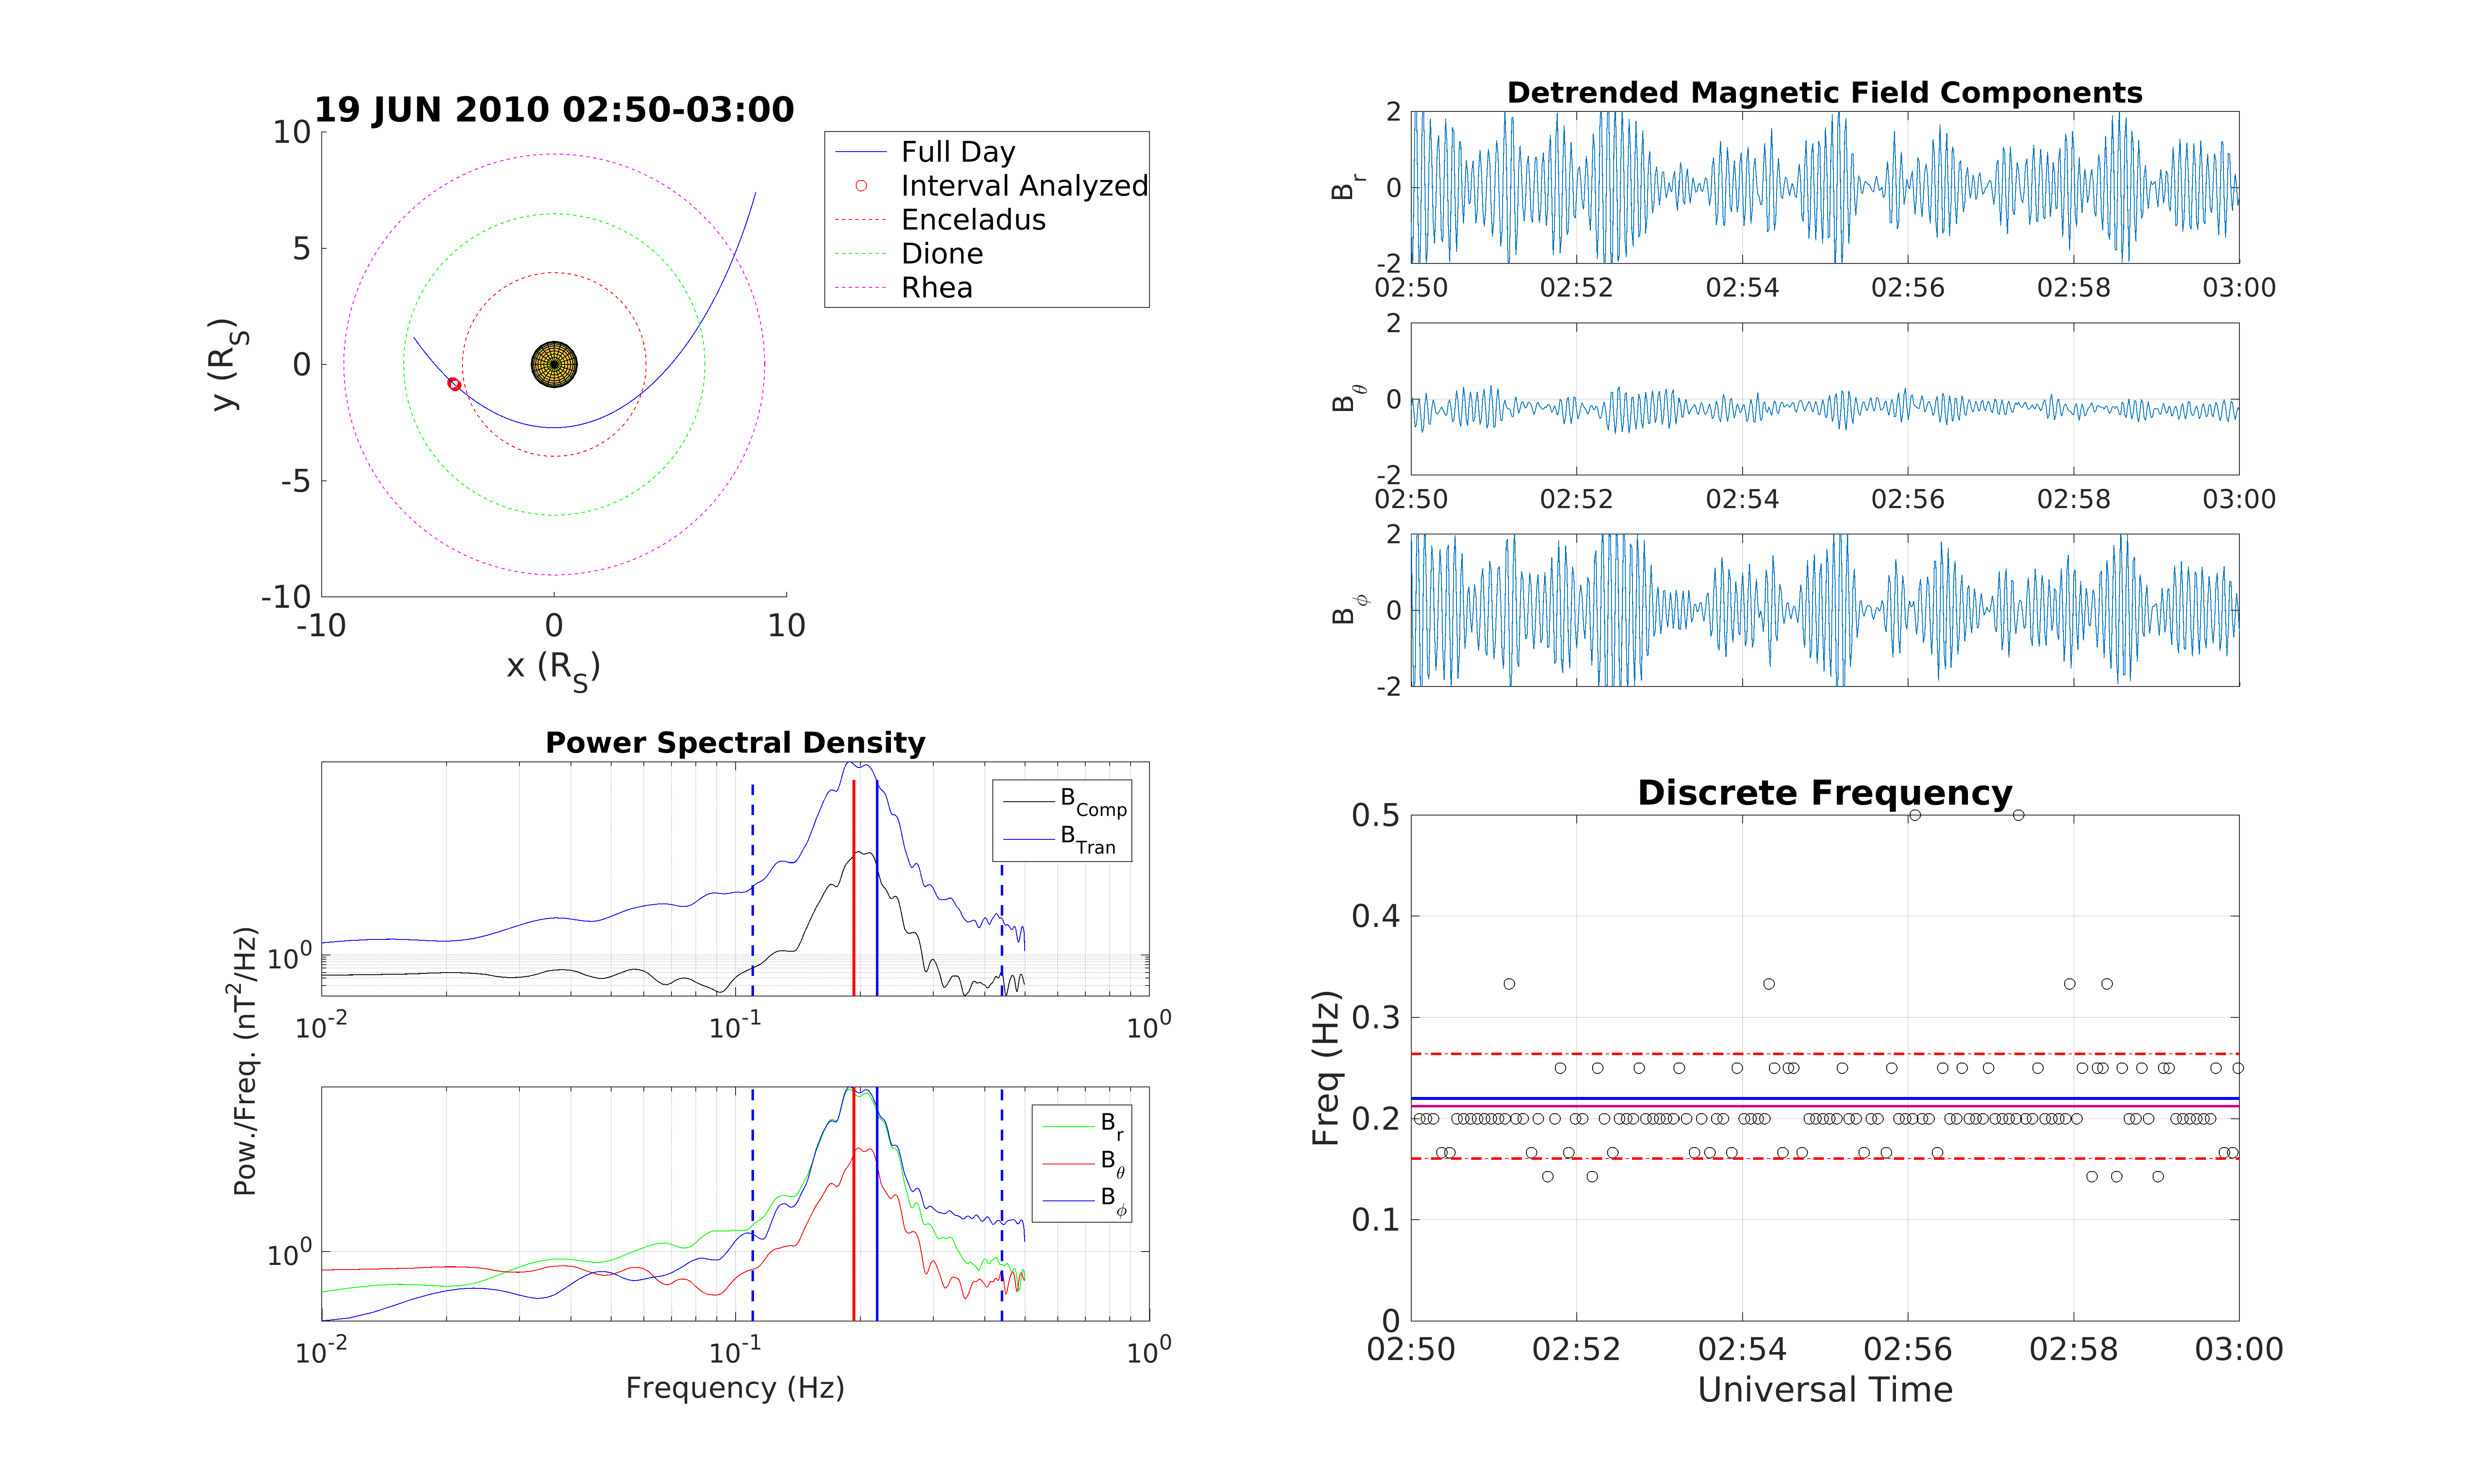 19 JUN 2010 02:50-03:00
10
5
0
-5
-10
-10 0 10
y (R_S)
x (R_S)
Full Day
Interval Analyzed
Enceladus
Dione
Rhea
Detrended Magnetic Field Components
2
0
-2
B_r
02:50 02:52 02:54 02:56 02:58 03:00
2
0
-2
B_θ
02:50 02:52 02:54 02:56 02:58 03:00
2
0
-2
B_ϕ
Power Spectral Density
B_Comp
B_Tran
10^0
10^-2 10^-1 10^0
Pow./Freq. (nT^2/Hz)
B_r
B_θ
B_ϕ
10^0
10^-2 10^-1 10^0
Frequency (Hz)
Discrete Frequency
0.5
0.4
0.3
0.2
0.1
0
Freq (Hz)
02:50 02:52 02:54 02:56 02:58 03:00
Universal Time